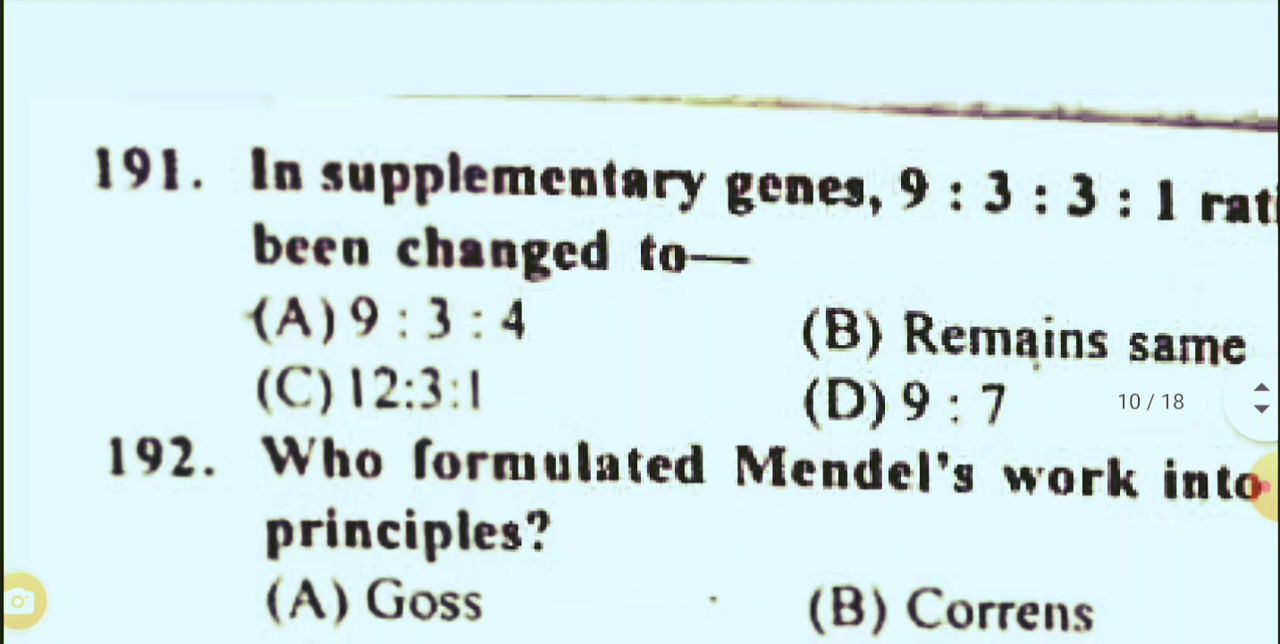 191. In supplementary genes, 9 : 3 : 3 : 1
been changed to—
(A) 9 : 3 : 4 (B) Remains same
(C) 12:3:1 (D) 9 : 7
10 / 18
192. Who formulated Mendel's work into
principles?
(A) Goss (B) Correns